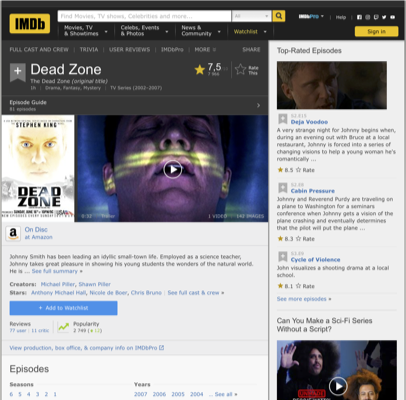 IMDb
Find Movies, TV shows, Celebrities and more...
All
Movies, TV
& Showtimes
Celebs, Events
& Photos
News &
Community
Watchlist
IMDbPro
Help
Sign in
FULL CAST AND CREW | TRIVIA | USER REVIEWS | IMDbPro | MORE
SHARE
Dead Zone
The Dead Zone (original title)
1h | Drama, Fantasy, Mystery | TV Series (2002–2007)
7,5
Rate
This
Episode Guide
81 episodes
STEPHEN KING
DEAD
ZONE
1 VIDEO
142 IMAGES
On Disc
at Amazon
Johnny Smith has been leading an idyllic small-town life. Employed as a science teacher,
Johnny takes great pleasure in showing his young students the wonders of the natural world.
He is ... See full summary »
Creators: Michael Piller, Shawn Piller
Stars: Anthony Michael Hall, Nicole de Boer, Chris Bruno | See full cast & crew »
+ Add to Watchlist
Reviews
77 user | 11 critic
Popularity
2 749
View production, box office, & company info on IMDbPro
Episodes
Seasons
6 5 4 3 2 1
Years
2007 2006 2005 2004 ... See all »
Top-Rated Episodes
Deja Voodoo
A very strange night for Johnny begins when,
during an evening out with Bruce at a local
restaurant, Johnny is forced into a series of
changing visions to help a young woman he's
romantically ...
8.5 Rate
Cabin Pressure
Johnny and Reverend Purdy are traveling on
a plane to Washington for a seminars
conference when Johnny gets a vision of the
plane crashing and eventually determines
that the pilot will put the plane ...
8.3 Rate
Cycle of Violence
John visualizes a shooting drama at a local
school.
8.1 Rate
See more episodes »
Can You Make a Sci-Fi Series
Without a Script?